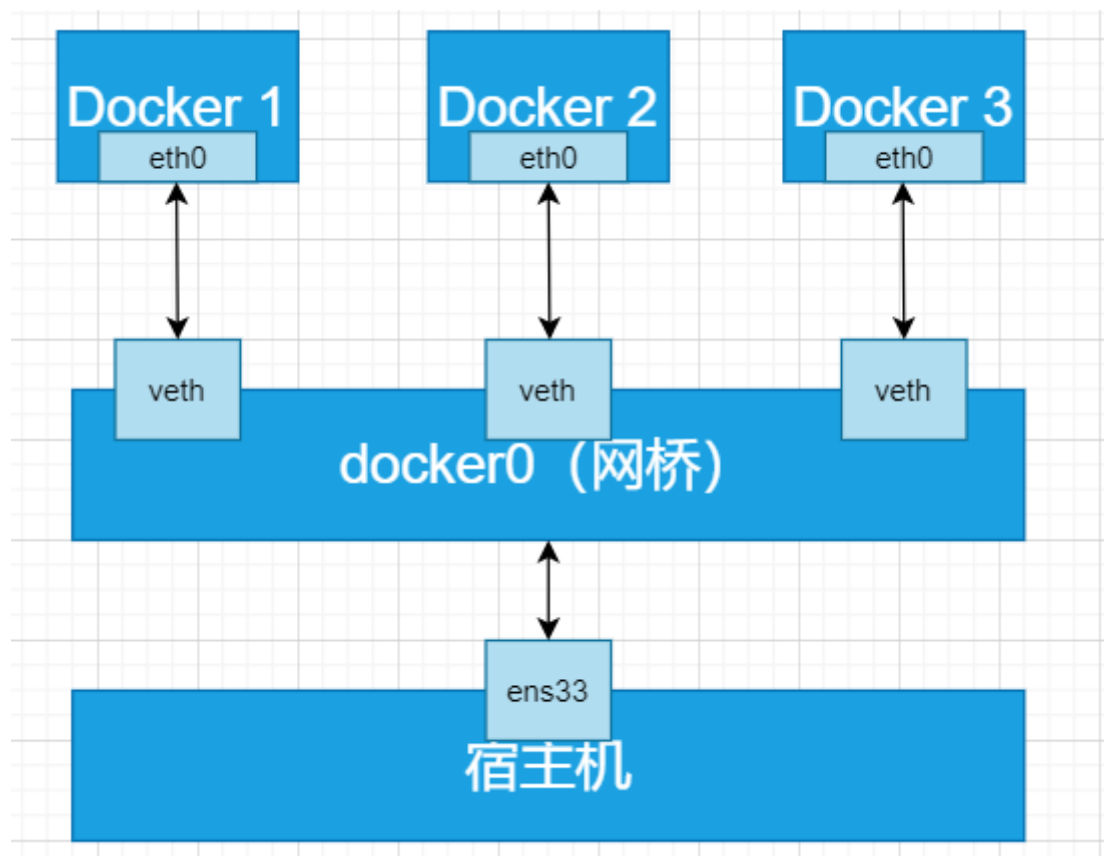 Docker 1
Docker 2
Docker 3
eth0
eth0
eth0
veth
veth
veth
docker0（网桥）
ens33
宿主机